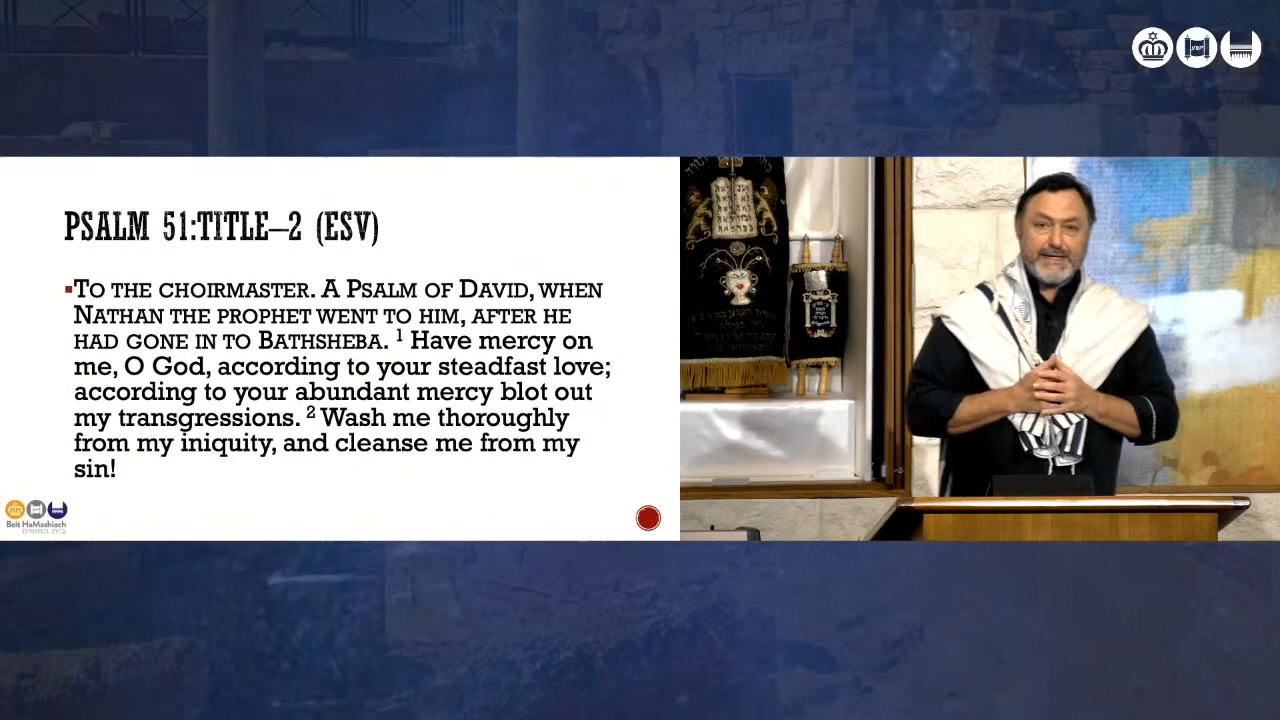 PSALM 51:TITLE–2 (ESV)
▪TO THE CHOIRMASTER. A PSALM OF DAVID, WHEN
NATHAN THE PROPHET WENT TO HIM, AFTER HE
HAD GONE IN TO BATHSHEBA. 1 Have mercy on
me, O God, according to your steadfast love;
according to your abundant mercy blot out
my transgressions. 2 Wash me thoroughly
from my iniquity, and cleanse me from my
sin!
Beit HaMashiach
בית המשיח